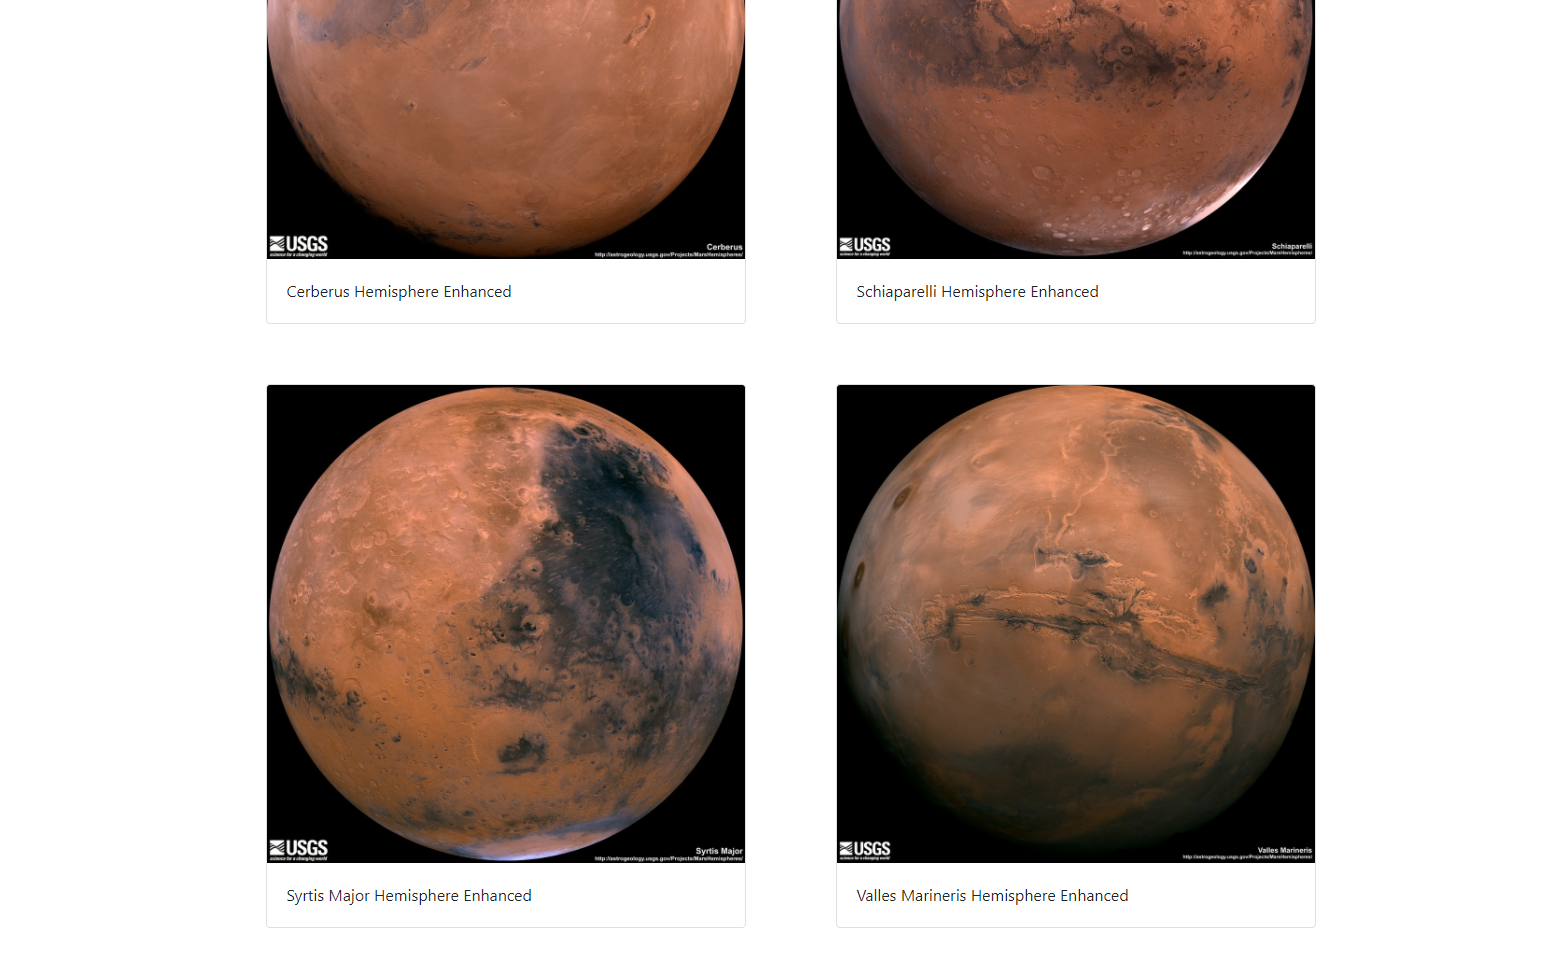 USGS
science for a changing world
Cerberus
http://astrogeology.usgs.gov/Projects/MarsHemispheres/
Cerberus Hemisphere Enhanced
USGS
science for a changing world
Schiaparelli
http://astrogeology.usgs.gov/Projects/MarsHemispheres/
Schiaparelli Hemisphere Enhanced
USGS
science for a changing world
Syrtis Major
http://astrogeology.usgs.gov/Projects/MarsHemispheres/
Syrtis Major Hemisphere Enhanced
USGS
science for a changing world
Valles Marineris
http://astrogeology.usgs.gov/Projects/MarsHemispheres/
Valles Marineris Hemisphere Enhanced